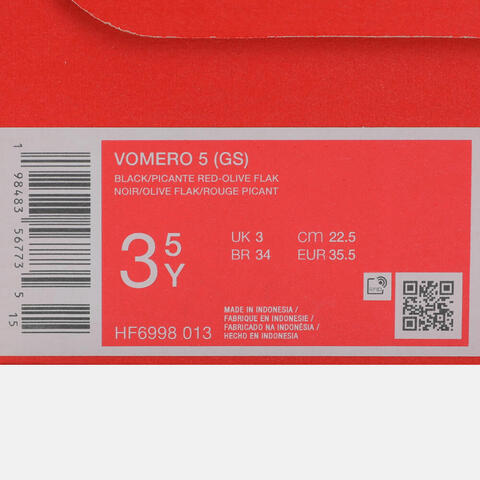 1 98483 56773 5 15
VOMERO 5 (GS)
BLACK/PICANTE RED-OLIVE FLAK
NOIR/OLIVE FLAK/ROUGE PICANT
3 5 Y
UK 3 cm 22.5
BR 34 EUR 35.5
RFID
MADE IN INDONESIA /
FABRIQUE EN INDONESIE /
FABRICADO NA INDONÉSIA /
HECHO EN INDONESIA
HF6998 013